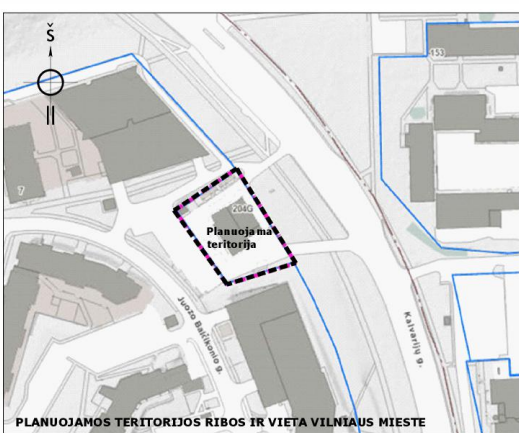 Š
153
7
204G
Planuojama
teritorija
Juozo Balčikonio g.
Kalvarijų g.
PLANUOJAMOS TERITORIJOS RIBOS IR VIETA VILNIAUS MIESTE